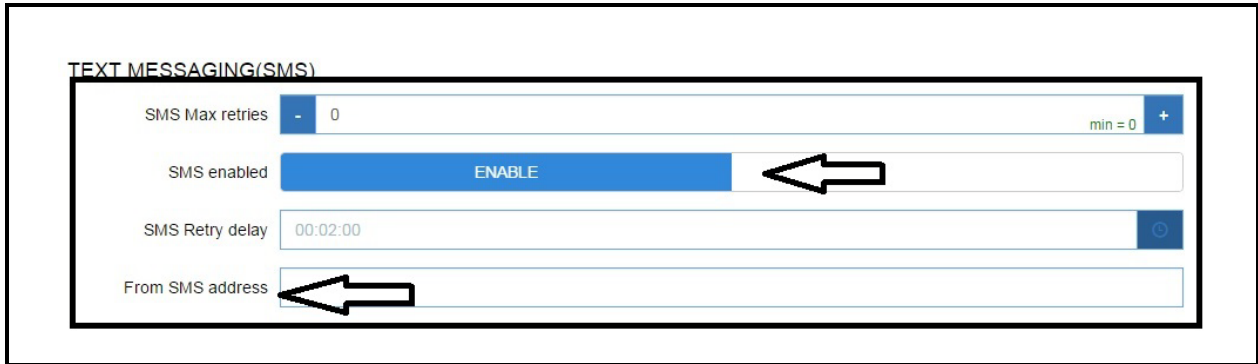 TEXT MESSAGING(SMS)
SMS Max retries - 0 min = 0 +
SMS enabled ENABLE
SMS Retry delay 00:02:00
From SMS address